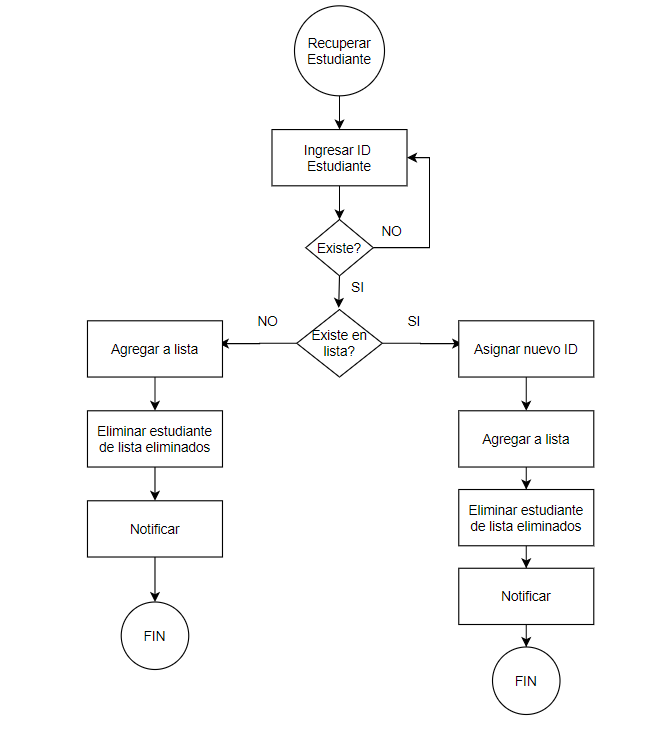 Recuperar
Estudiante
Ingresar ID
Estudiante
NO
Existe?
SI
NO
Existe en
lista?
SI
Agregar a lista
Asignar nuevo ID
Eliminar estudiante
de lista eliminados
Agregar a lista
Notificar
Eliminar estudiante
de lista eliminados
Notificar
FIN
FIN